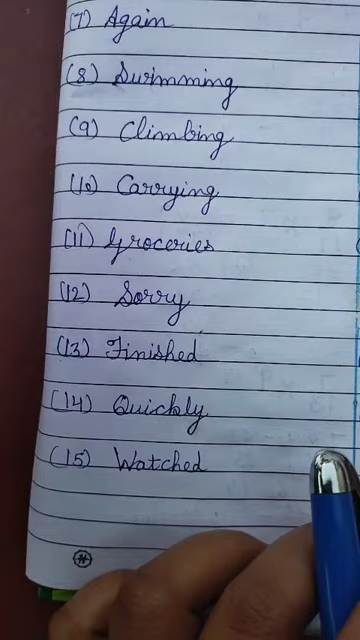 (7) Again
(8) Swimming
(9) Climbing
(10) Carrying
(11) Groceries
(12) Sorry
(13) Finished
(14) Quickly
(15) Watched